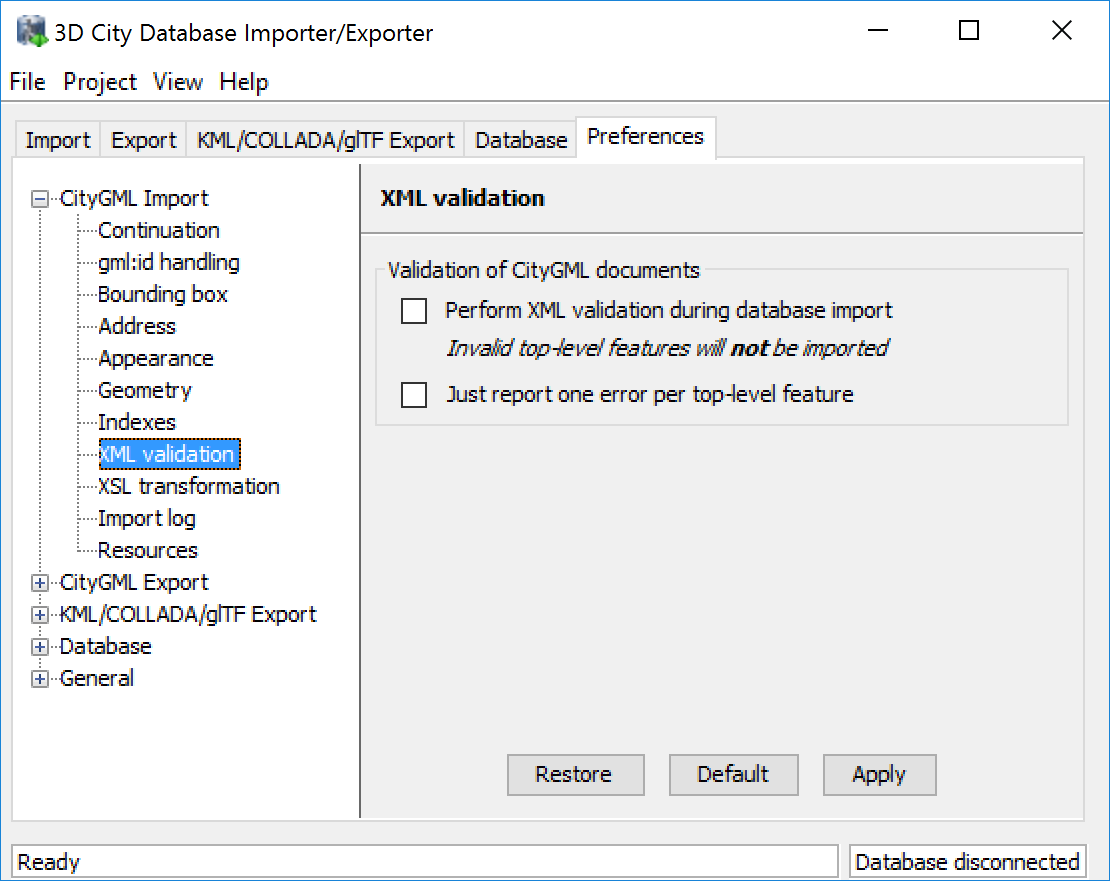 3D City Database Importer/Exporter
File Project View Help
Import Export KML/COLLADA/glTF Export Database Preferences
CityGML Import
Continuation
gml:id handling
Bounding box
Address
Appearance
Geometry
Indexes
XML validation
XSL transformation
Import log
Resources
CityGML Export
KML/COLLADA/glTF Export
Database
General
XML validation
Validation of CityGML documents
Perform XML validation during database import
Invalid top-level features will not be imported
Just report one error per top-level feature
Restore Default Apply
Ready Database disconnected